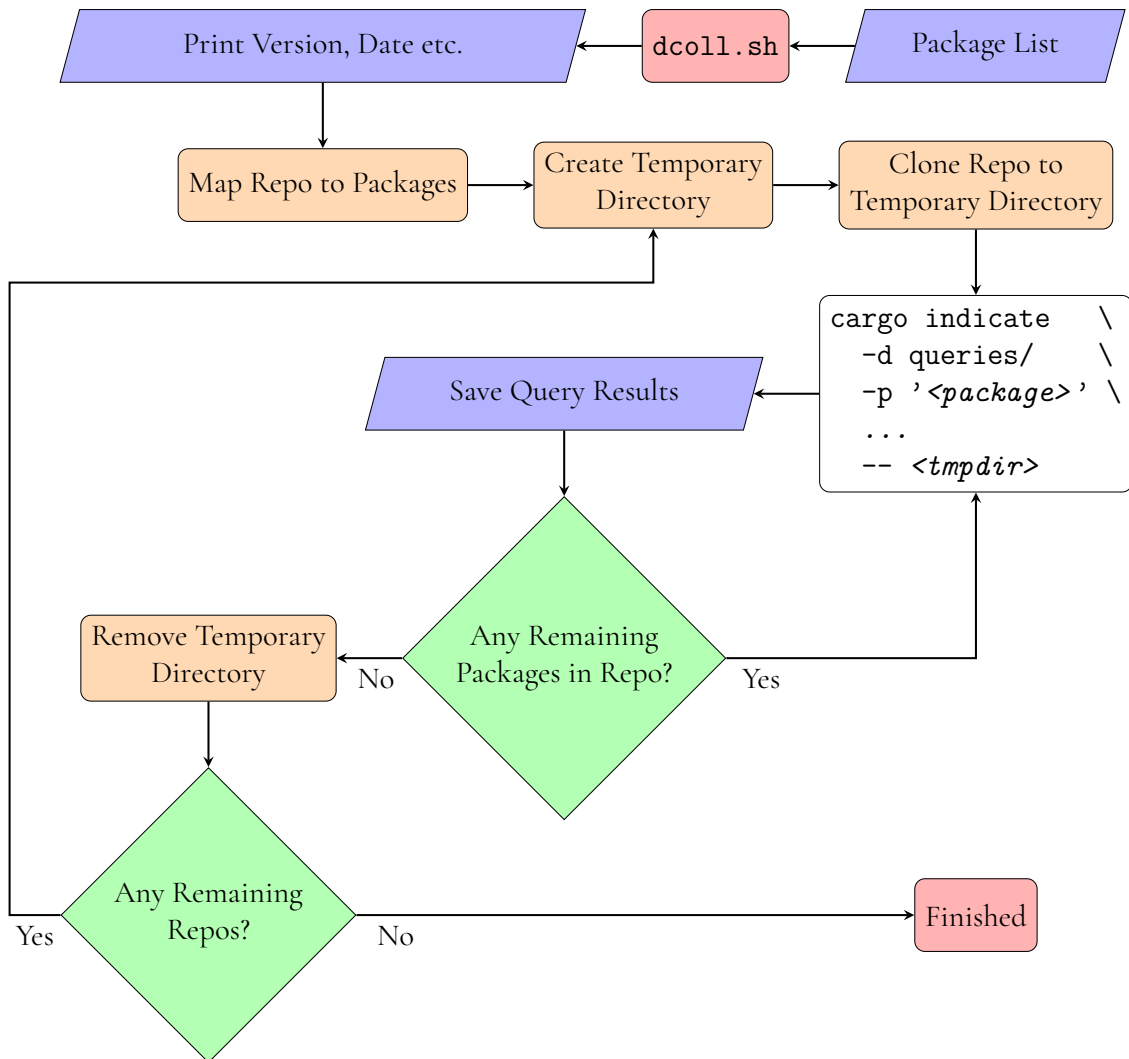 Print Version, Date etc.
dcoll.sh
Package List
Map Repo to Packages
Create Temporary
Directory
Clone Repo to
Temporary Directory
cargo indicate \
-d queries/ \
-p '<package>' \
...
-- <tmpdir>
Save Query Results
Any Remaining
Packages in Repo?
Yes
No
Remove Temporary
Directory
Any Remaining
Repos?
Yes
No
Finished